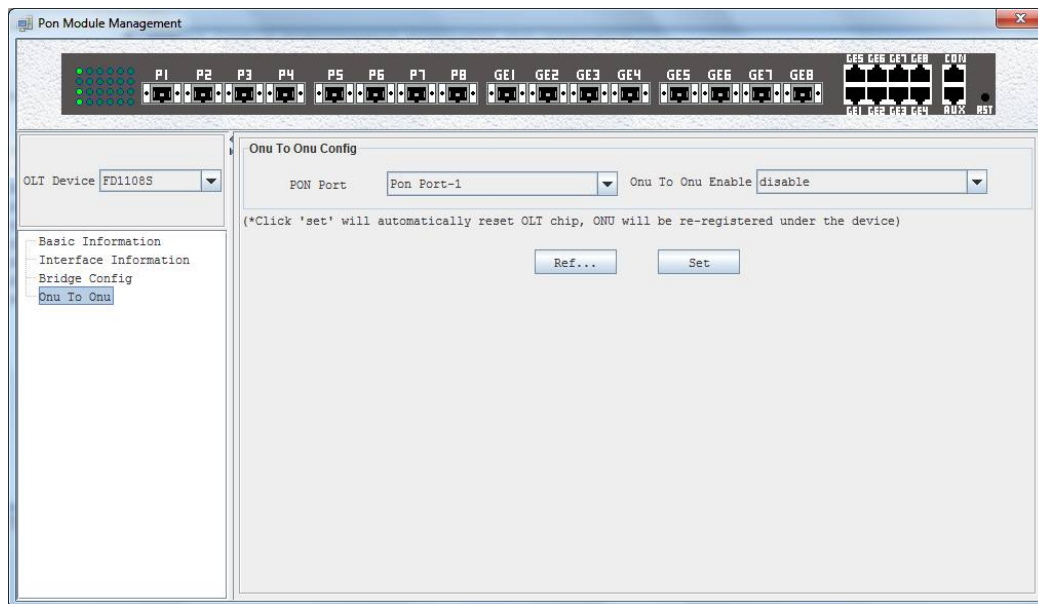 Pon Module Management
GE5 GE6 GE7 GE8 CON
P1 P2 P3 P4 P5 P6 P7 P8 GE1 GE2 GE3 GE4 GE5 GE6 GE7 GE8
GE1 GE2 GE3 GE4 AUX RST
OLT Device FD1108S
Basic Information
Interface Information
Bridge Config
Onu To Onu
Onu To Onu Config
PON Port Pon Port-1 Onu To Onu Enable disable
(*Click 'set' will automatically reset OLT chip, ONU will be re-registered under the device)
Ref... Set